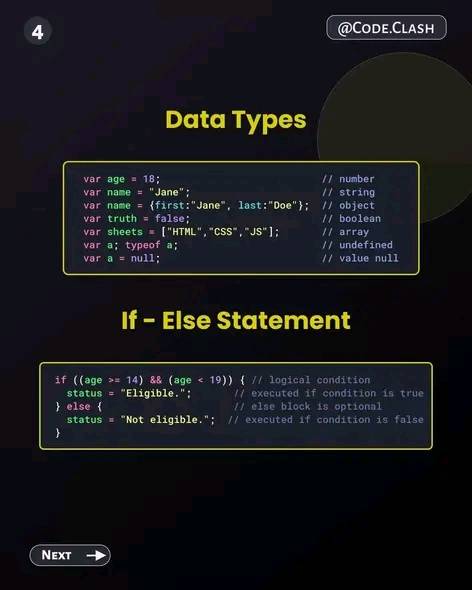 4
@Code.Clash
Data Types
var age = 18; // number
var name = "Jane"; // string
var name = {first:"Jane", last:"Doe"}; // object
var truth = false; // boolean
var sheets = ["HTML","CSS","JS"]; // array
var a; typeof a; // undefined
var a = null; // value null
If - Else Statement
if ((age >= 14) && (age < 19)) { // logical condition
status = "Eligible."; // executed if condition is true
} else { // else block is optional
status = "Not eligible."; // executed if condition is false
}
Next